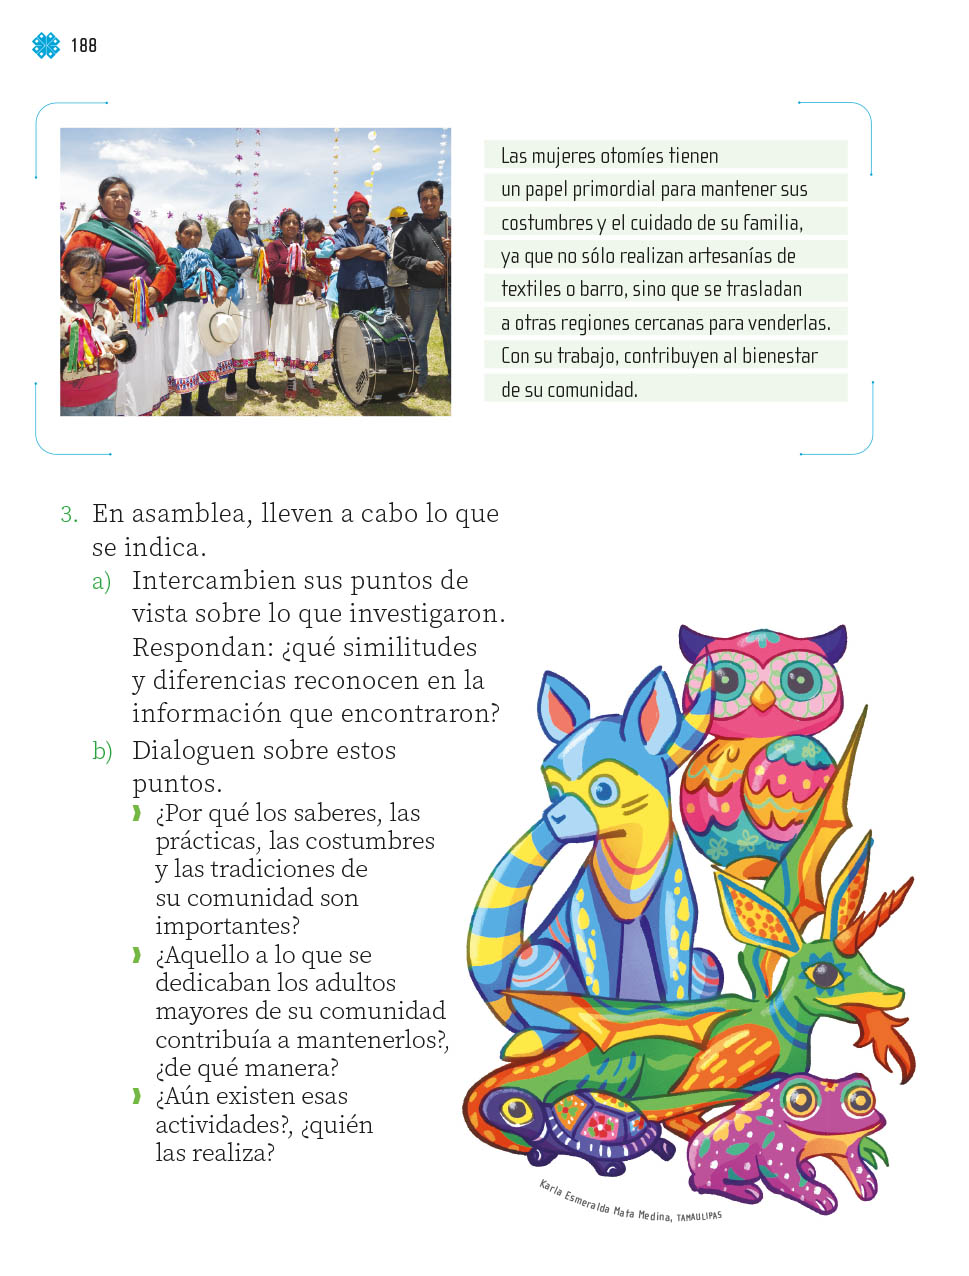 188
Las mujeres otomíes tienen
un papel primordial para mantener sus
costumbres y el cuidado de su familia,
ya que no sólo realizan artesanías de
textiles o barro, sino que se trasladan
a otras regiones cercanas para venderlas.
Con su trabajo, contribuyen al bienestar
de su comunidad.
3. En asamblea, lleven a cabo lo que
se indica.
a) Intercambien sus puntos de
vista sobre lo que investigaron.
Respondan: ¿qué similitudes
y diferencias reconocen en la
información que encontraron?
b) Dialoguen sobre estos
puntos.
¿Por qué los saberes, las
prácticas, las costumbres
y las tradiciones de
su comunidad son
importantes?
¿Aquello a lo que se
dedicaban los adultos
mayores de su comunidad
contribuía a mantenerlos?,
¿de qué manera?
¿Aún existen esas
actividades?, ¿quién
las realiza?
Karla Esmeralda Mata Medina, TAMAULIPAS